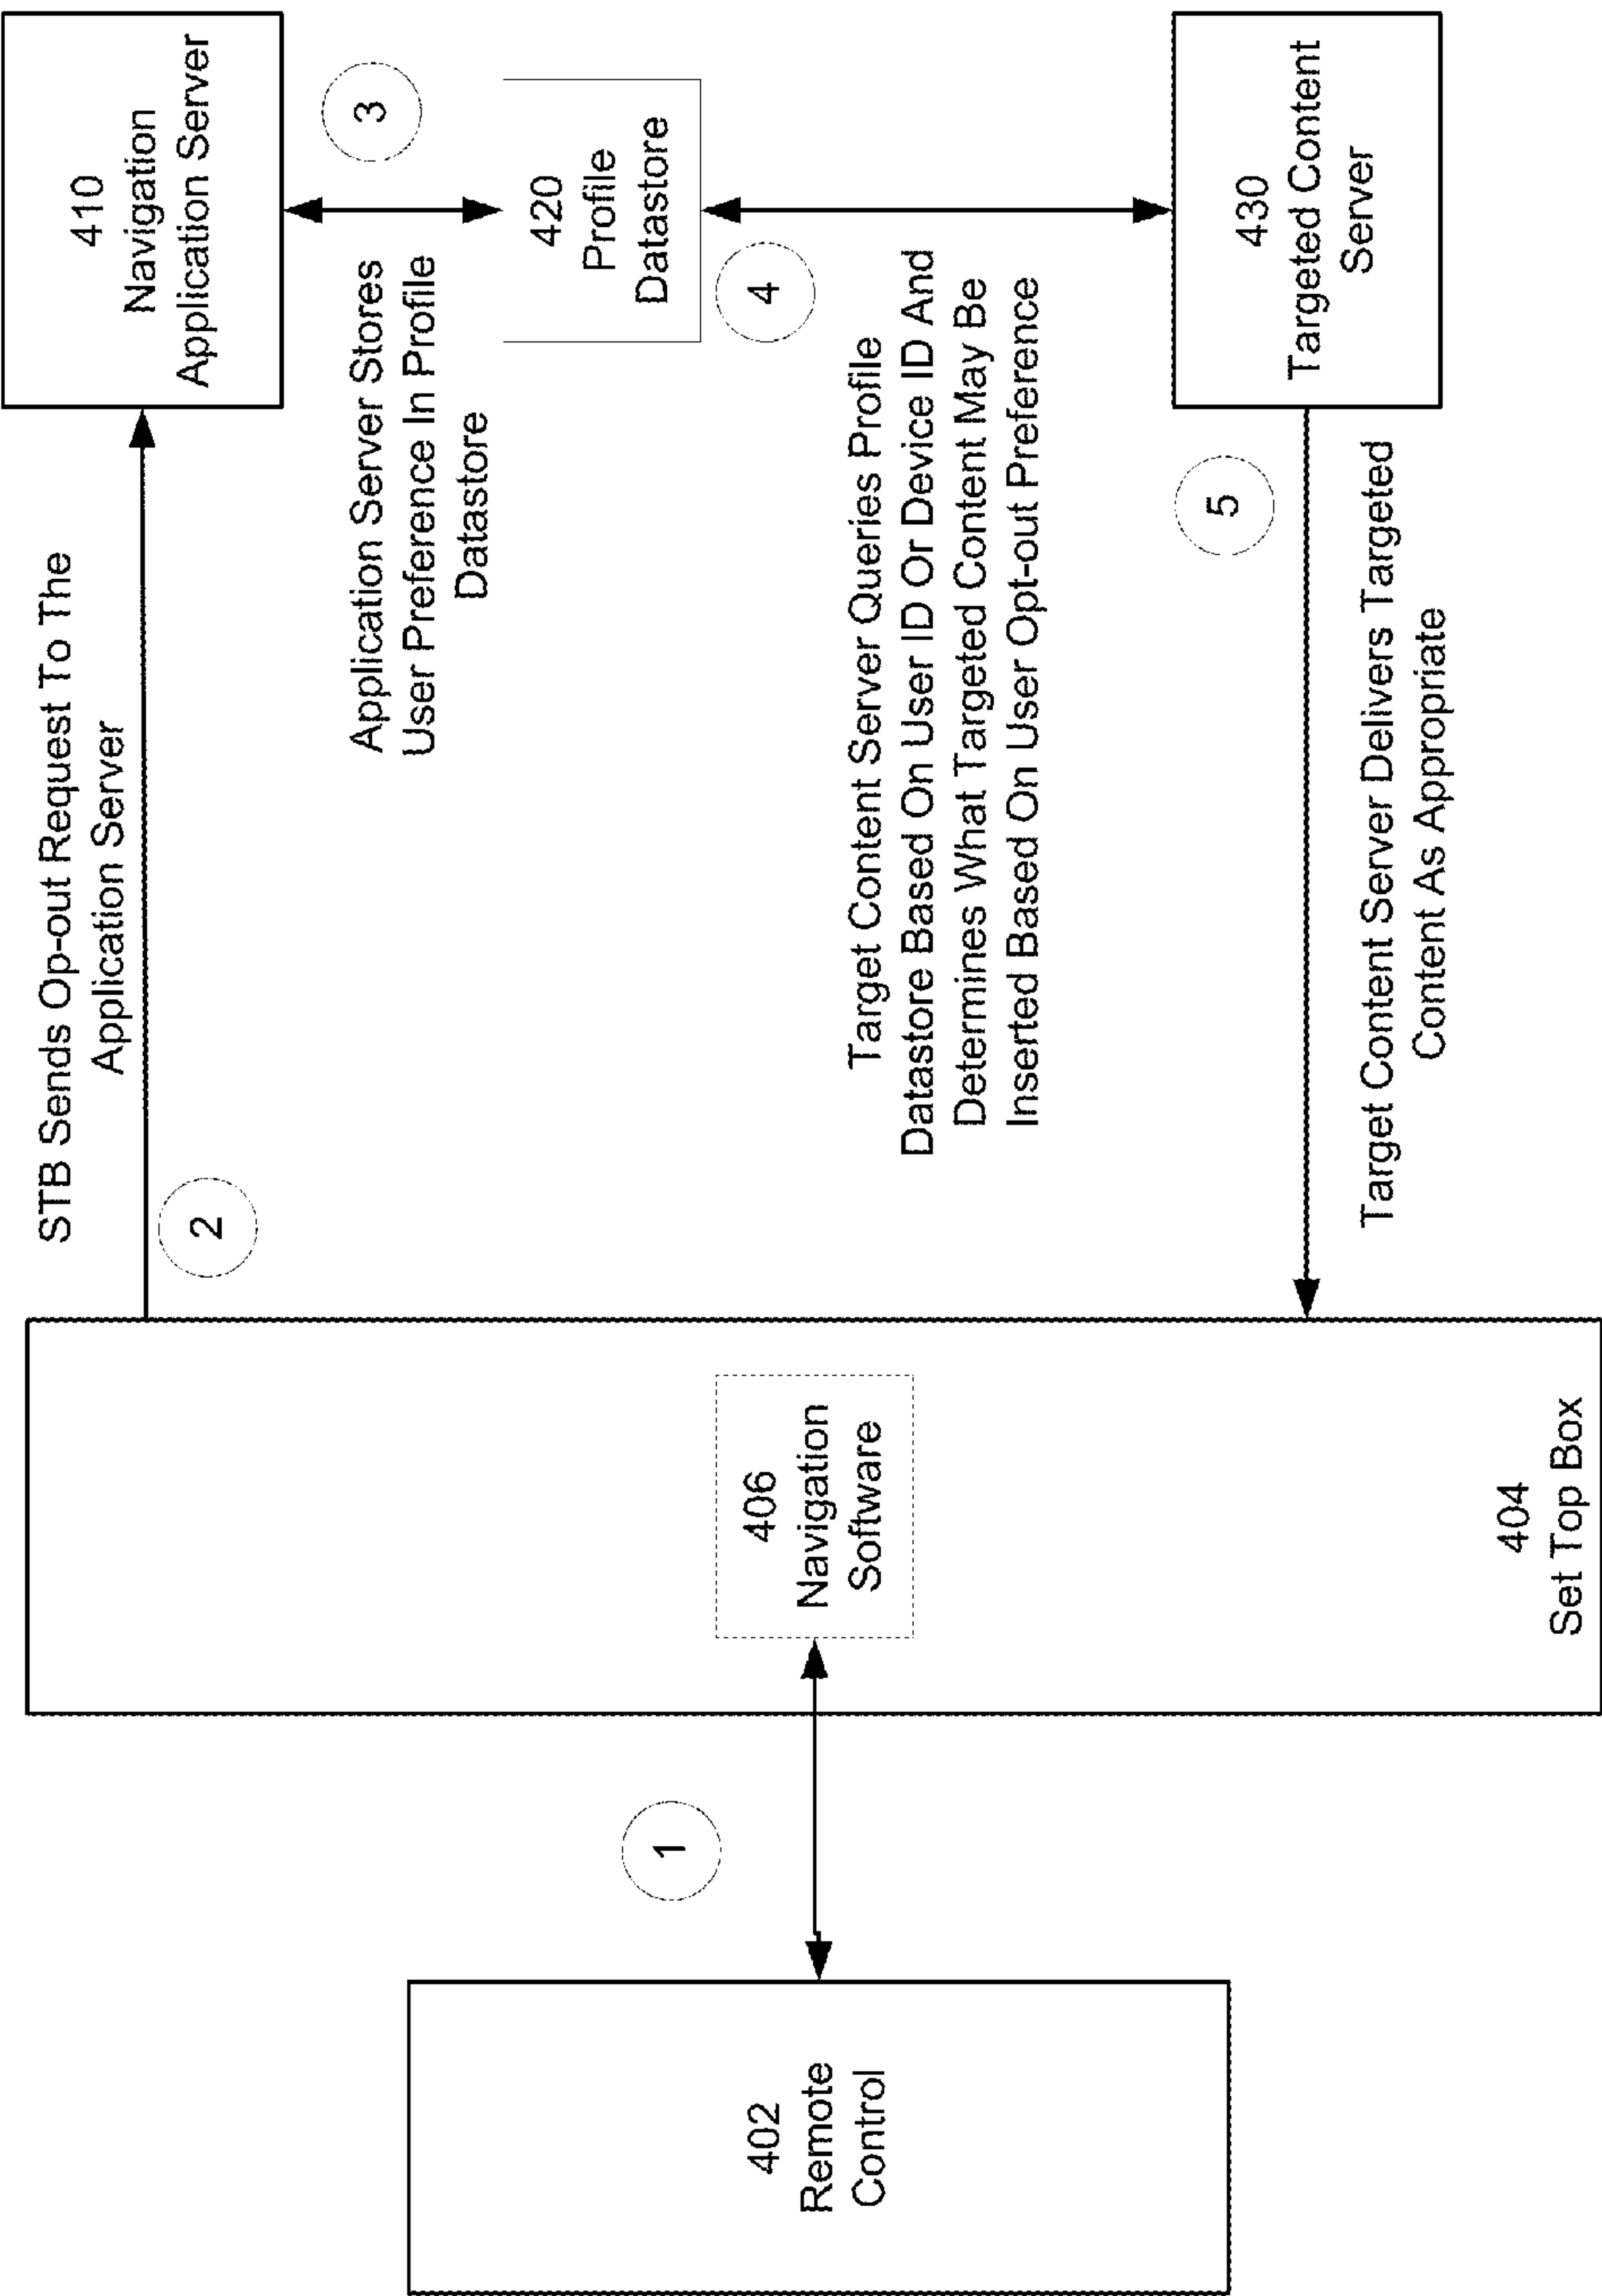 402
Remote
Control
1
406
Navigation
Software
404
Set Top Box
2
STB Sends Op-out Request To The
Application Server
410
Navigation
Application Server
3
Application Server Stores
User Preference In Profile
Datastore
420
Profile
Datastore
4
Target Content Server Queries Profile
Datastore Based On User ID Or Device ID And
Determines What Targeted Content May Be
Inserted Based On User Opt-out Preference
430
Targeted Content
Server
5
Target Content Server Delivers Targeted
Content As Appropriate